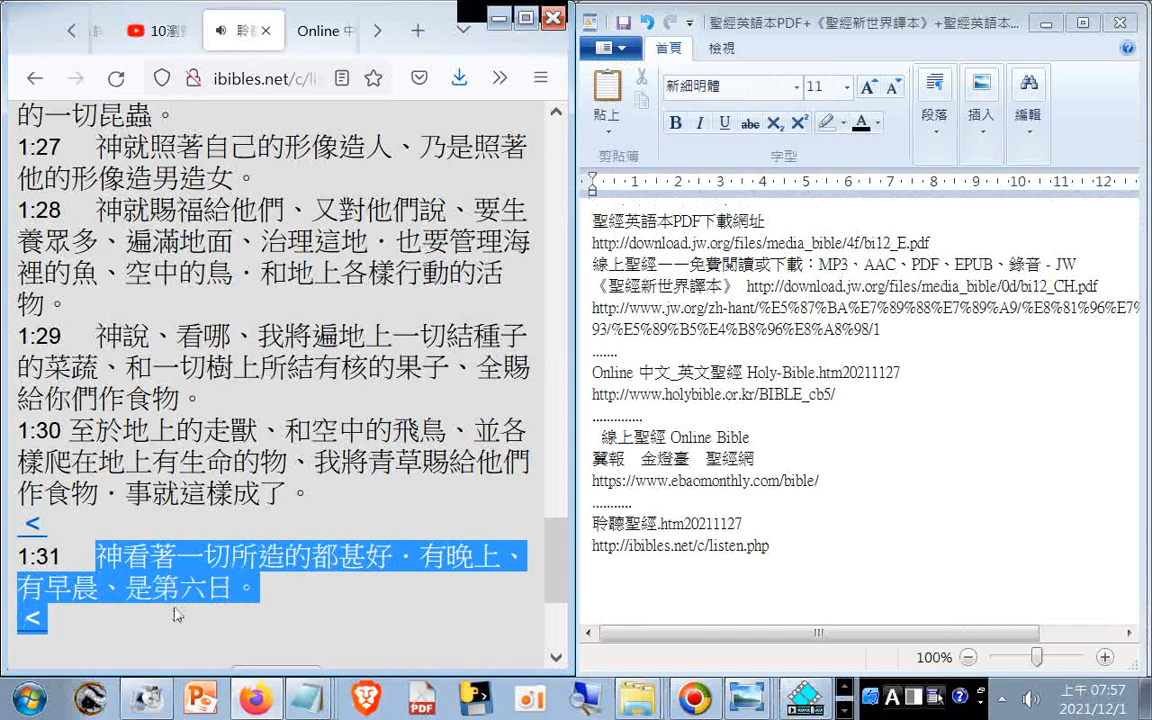 10瀏
聆
Online 中
ibibles.net/c/lis
的一切昆蟲。
1:27 神就照著自己的形像造人、乃是照著
他的形像造男造女。
1:28 神就賜福給他們、又對他們說、要生
養眾多、遍滿地面、治理這地．也要管理海
裡的魚、空中的鳥．和地上各樣行動的活
物。
1:29 神說、看哪、我將遍地上一切結種子
的菜蔬、和一切樹上所結有核的果子、全賜
給你們作食物。
1:30 至於地上的走獸、和空中的飛鳥、並各
樣爬在地上有生命的物、我將青草賜給他們
作食物．事就這樣成了。
<
1:31 神看著一切所造的都甚好．有晚上、
有早晨、是第六日。
<
聖經英語本PDF+《聖經新世界譯本》+聖經英語本...
首頁 檢視
貼上
新細明體 11
B I U abc X₂ X² A
段落 插入 編輯
剪貼簿 字型
1 2 3 4 5 6 7 8 9 10 11 12
聖經英語本PDF下載網址
http://download.jw.org/files/media_bible/4f/bi12_E.pdf
線上聖經——免費閱讀或下載：MP3、AAC、PDF、EPUB、錄音 - JW
《聖經新世界譯本》 http://download.jw.org/files/media_bible/0d/bi12_CH.pdf
http://www.jw.org/zh-hant/%E5%87%BA%E7%89%88%E7%89%A9/%E8%81%96%E7%
93/%E5%89%B5%E4%B8%96%E8%A8%98/1
.......
Online 中文_英文聖經 Holy-Bible.htm20211127
http://www.holybible.or.kr/BIBLE_cb5/
..............
線上聖經 Online Bible
翼報 金燈臺 聖經網
https://www.ebaomonthly.com/bible/
...........
聆聽聖經.htm20211127
http://ibibles.net/c/listen.php
100%
PDF
A
上午 07:57
2021/12/1